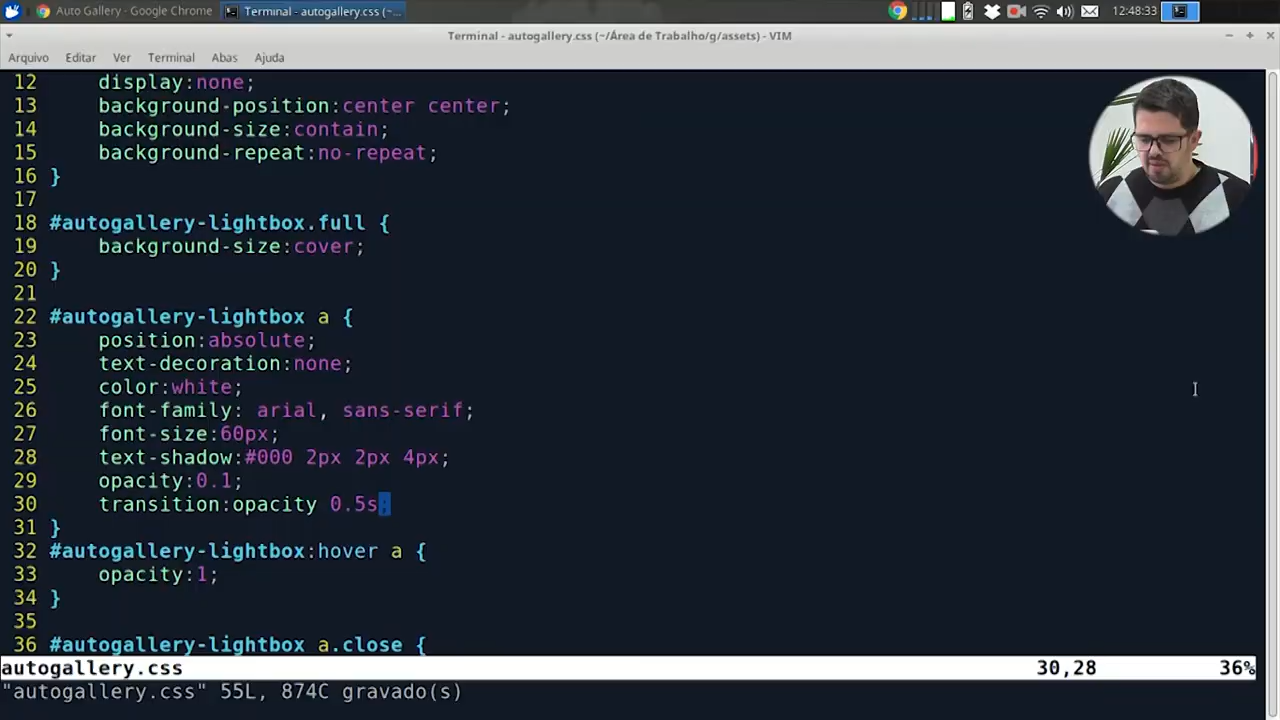 Auto Gallery - Google Chrome
Terminal - autogallery.css (~...
12:48:33
Terminal - autogallery.css (~/Área de Trabalho/g/assets) - VIM
Arquivo Editar Ver Terminal Abas Ajuda
12 display:none;
13 background-position:center center;
14 background-size:contain;
15 background-repeat:no-repeat;
16 }
17
18 #autogallery-lightbox.full {
19 background-size:cover;
20 }
21
22 #autogallery-lightbox a {
23 position:absolute;
24 text-decoration:none;
25 color:white;
26 font-family: arial, sans-serif;
27 font-size:60px;
28 text-shadow:#000 2px 2px 4px;
29 opacity:0.1;
30 transition:opacity 0.5s;
31 }
32 #autogallery-lightbox:hover a {
33 opacity:1;
34 }
35
36 #autogallery-lightbox a.close {
autogallery.css 30,28 36%
"autogallery.css" 55L, 874C gravado(s)